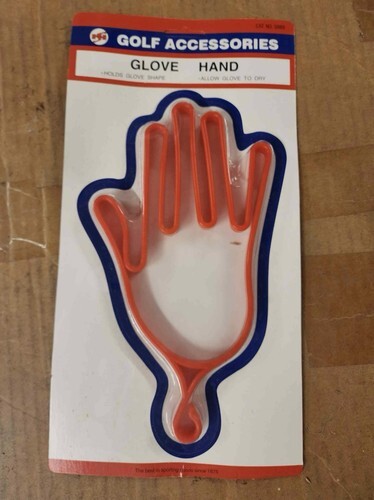 GOLF ACCESSORIES
GLOVE HAND
•HOLDS GLOVE SHAPE •ALLOW GLOVE TO DRY